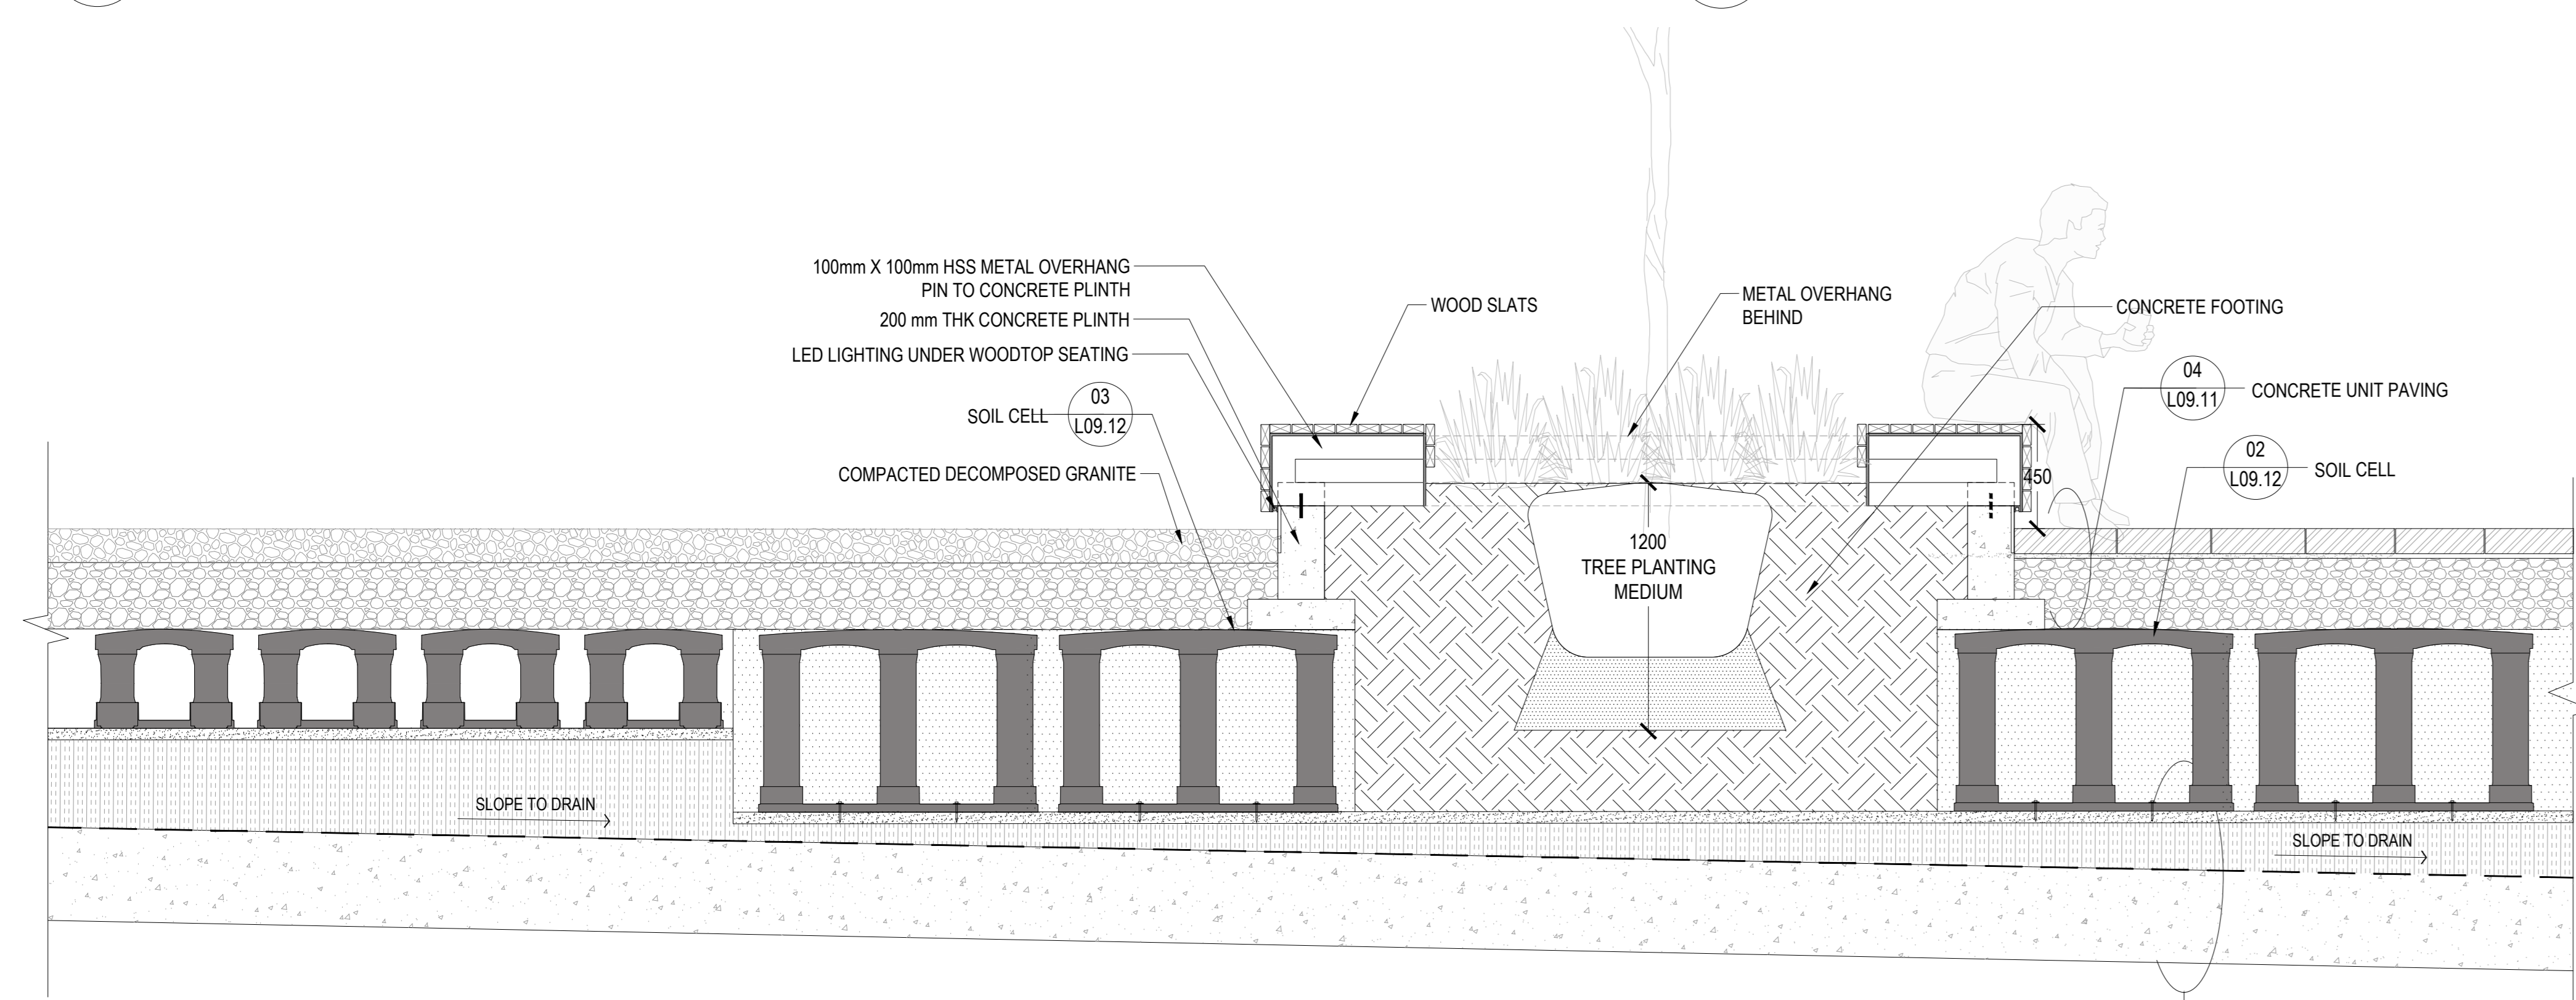 100mm X 100mm HSS METAL OVERHANG
PIN TO CONCRETE PLINTH
200 mm THK CONCRETE PLINTH
LED LIGHTING UNDER WOODTOP SEATING
SOIL CELL
03
L09.12
COMPACTED DECOMPOSED GRANITE
WOOD SLATS
METAL OVERHANG
BEHIND
CONCRETE FOOTING
04
L09.11
CONCRETE UNIT PAVING
02
L09.12
SOIL CELL
450
1200
TREE PLANTING
MEDIUM
SLOPE TO DRAIN
SLOPE TO DRAIN